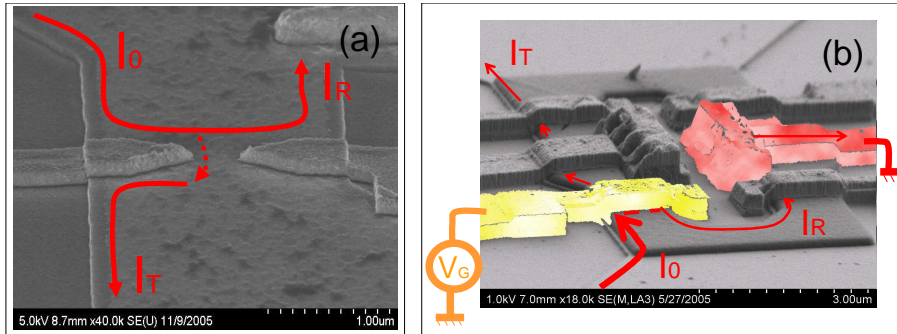 (a)
I0
IR
IT
5.0kV 8.7mm x40.0k SE(U) 11/9/2005 1.00um
(b)
IT
IR
I0
VG
1.0kV 7.0mm x18.0k SE(M,LA3) 5/27/2005 3.00um